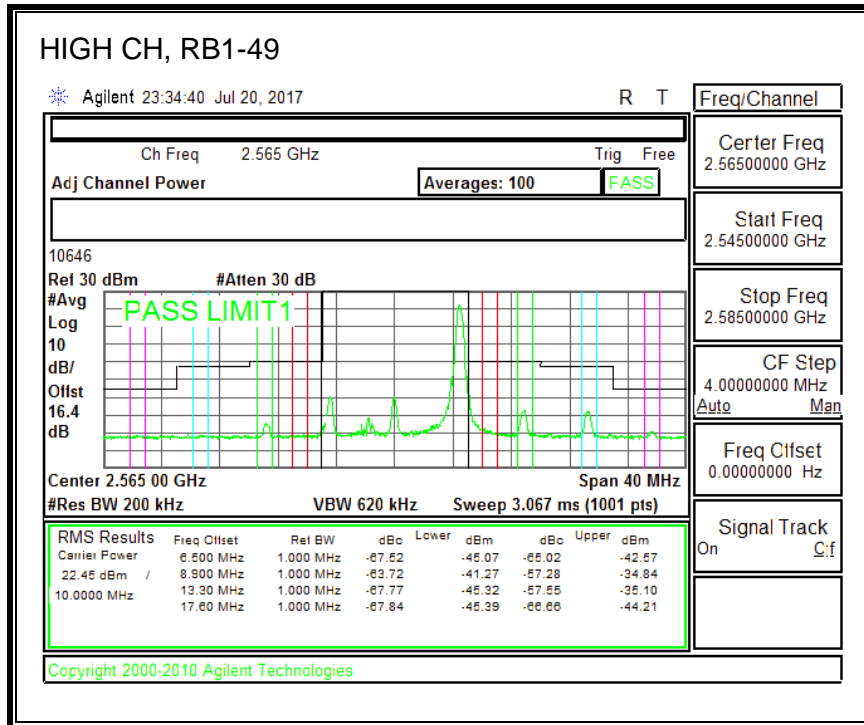 HIGH CH, RB1-49
Agilent 23:34:40 Jul 20, 2017 R T
Freq/Channel
Ch Freq 2.565 GHz Trig Free
Adj Channel Power Averages: 100 PASS
10646
Ref 30 dBm #Atten 30 dB
#Avg
Log
10
dB/
Offst
16.4
dB
PASS LIMIT1
Center 2.565 00 GHz Span 40 MHz
#Res BW 200 kHz VBW 620 kHz Sweep 3.067 ms (1001 pts)
RMS Results Freq Offset Ref BW dBc Lower dBm dBc Upper dBm
Carrier Power 6.500 MHz 1.000 MHz -67.52 -45.07 -65.02 -42.57
22.45 dBm / 8.900 MHz 1.000 MHz -63.72 -41.27 -57.28 -34.84
10.0000 MHz 13.30 MHz 1.000 MHz -67.77 -45.32 -57.55 -35.10
17.60 MHz 1.000 MHz -67.84 -45.39 -66.66 -44.21
Copyright 2000-2010 Agilent Technologies
Center Freq
2.56500000 GHz
Start Freq
2.54500000 GHz
Stop Freq
2.58500000 GHz
CF Step
4.00000000 MHz
Auto Man
Freq Offset
0.00000000 Hz
Signal Track
On Off